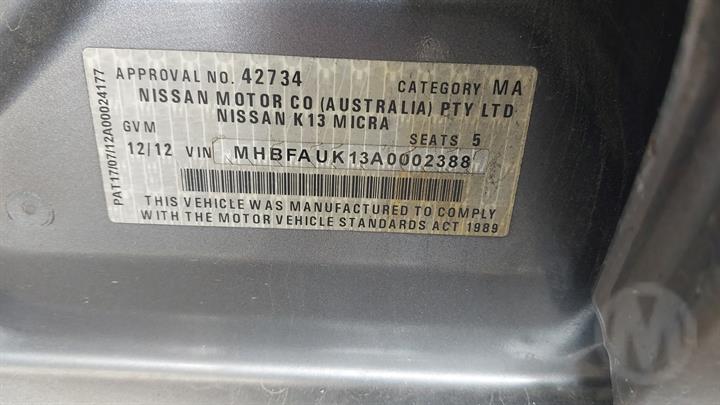 APPROVAL NO. 42734 CATEGORY MA
NISSAN MOTOR CO (AUSTRALIA) PTY LTD
NISSAN K13 MICRA
GVM SEATS 5
12/12 VIN MHBFAUK13A0002388
THIS VEHICLE WAS MANUFACTURED TO COMPLY
WITH THE MOTOR VEHICLE STANDARDS ACT 1989
PAT17/07/12A00024177
M